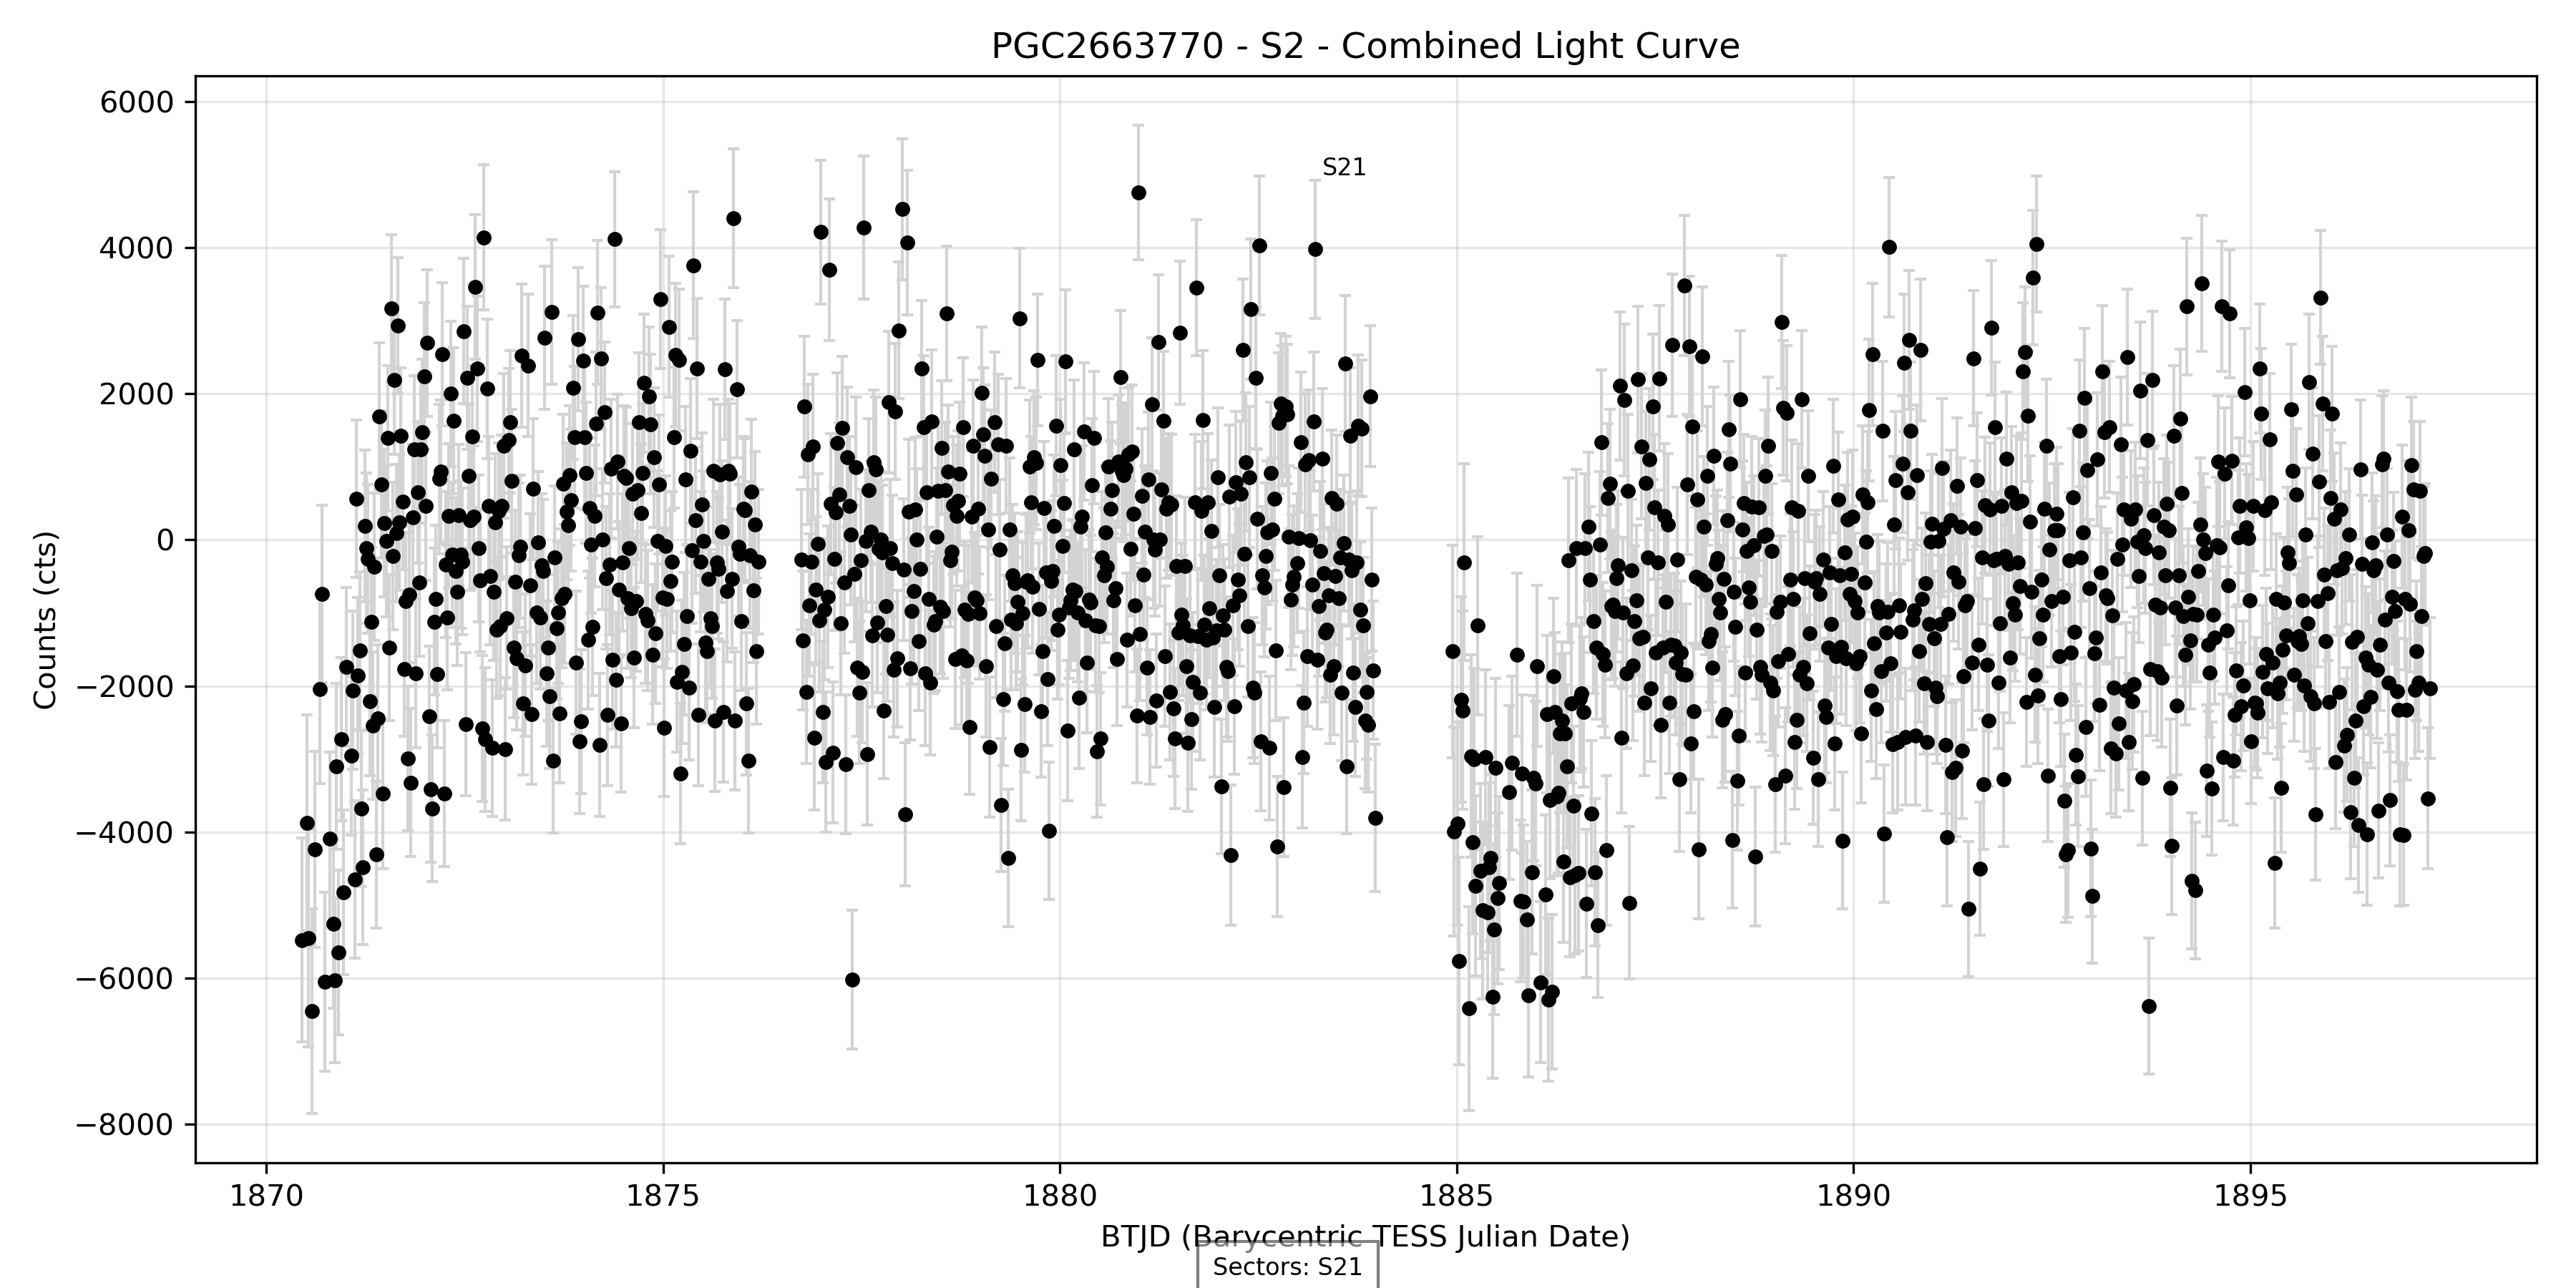 PGC2663770 - S2 - Combined Light Curve
6000
4000
2000
0
−2000
−4000
−6000
−8000
Counts (cts)
S21
1870 1875 1880 1885 1890 1895
BTJD (Barycentric TESS Julian Date)
Sectors: S21